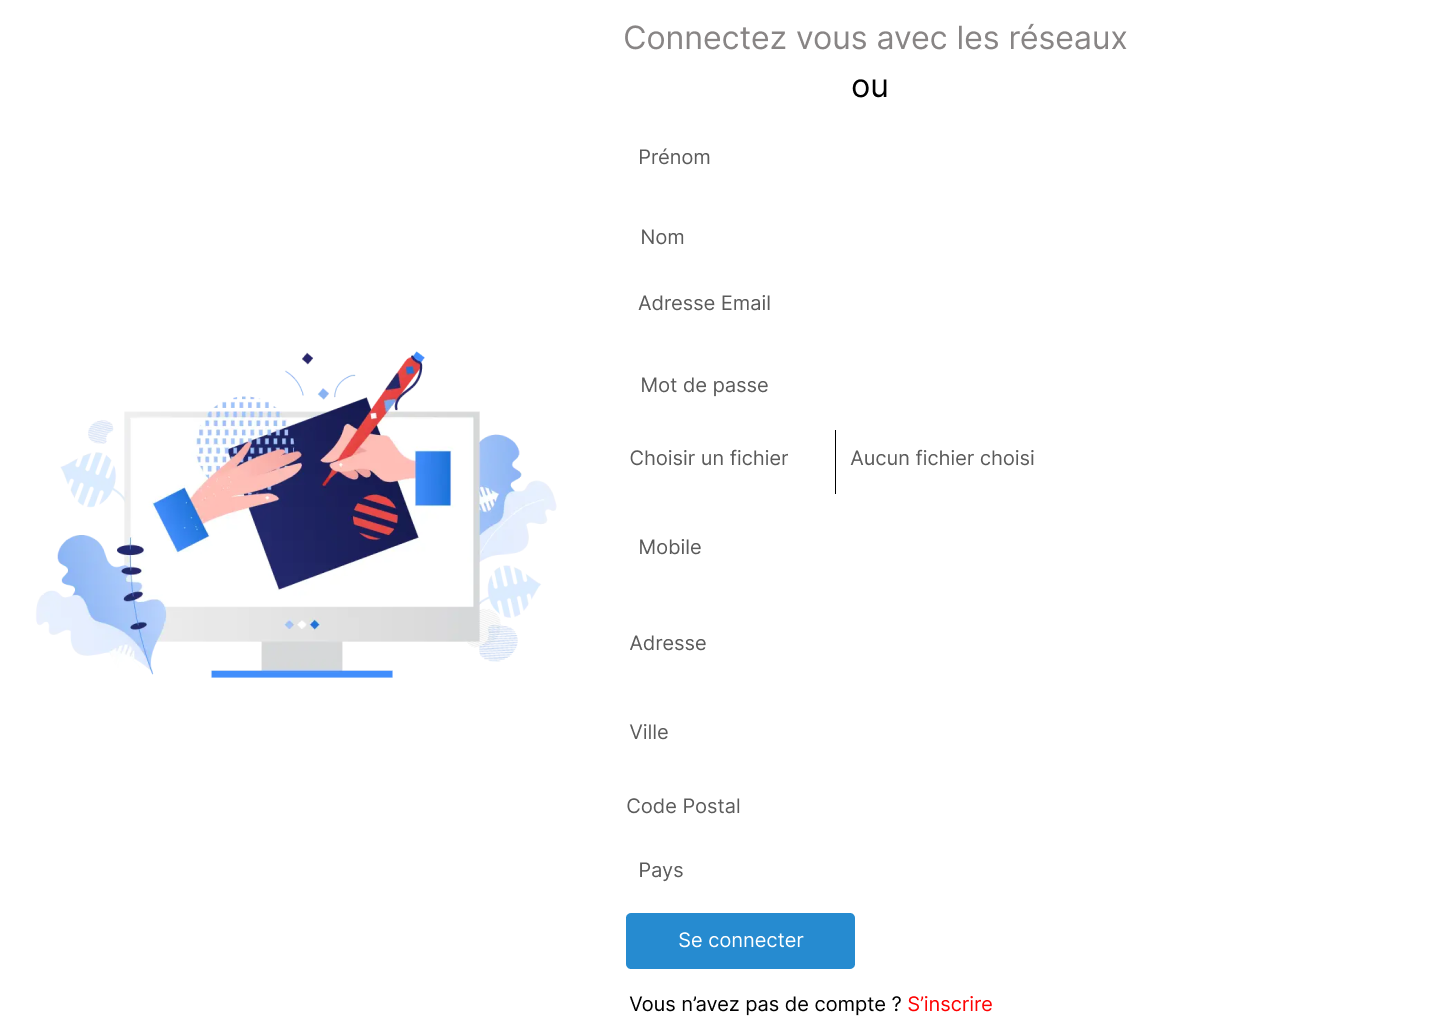 Connectez vous avec les réseaux
ou
Prénom
Nom
Adresse Email
Mot de passe
Choisir un fichier Aucun fichier choisi
Mobile
Adresse
Ville
Code Postal
Pays
Se connecter
Vous n’avez pas de compte ? S’inscrire